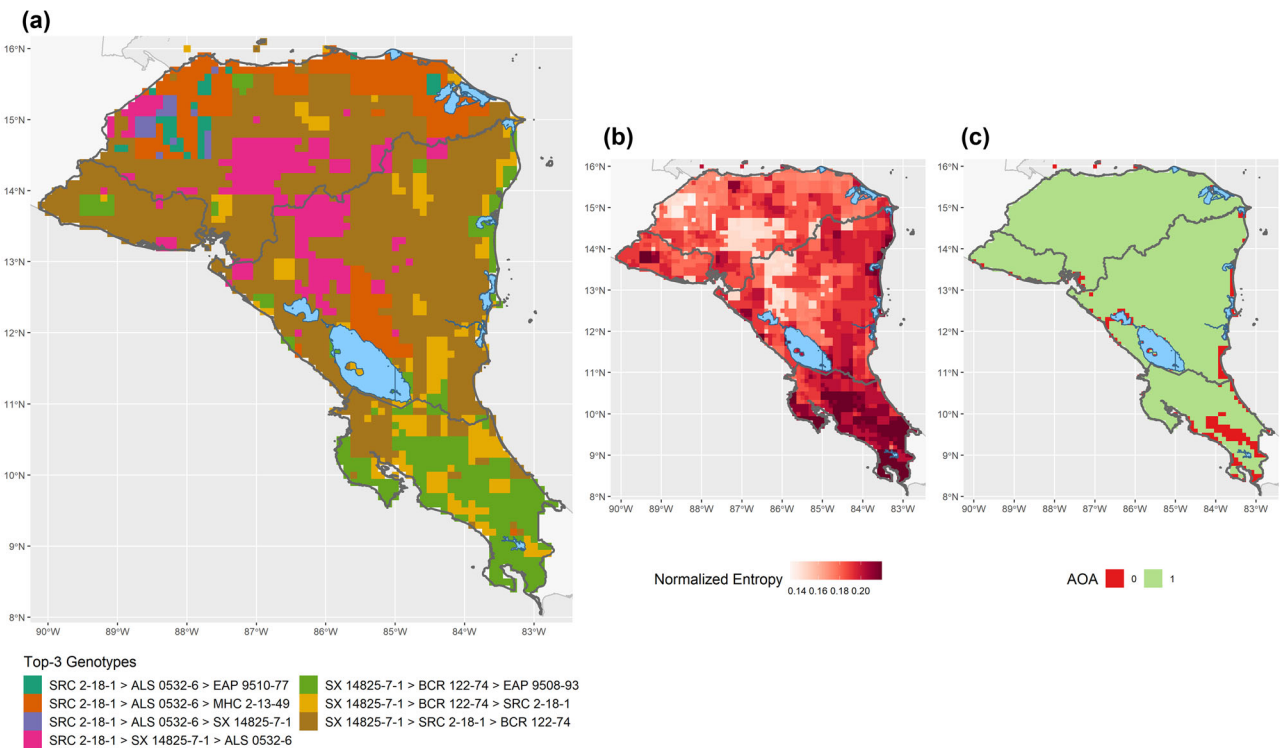 (a)
16°N
15°N
14°N
13°N
12°N
11°N
10°N
9°N
8°N
90°W 89°W 88°W 87°W 86°W 85°W 84°W 83°W
Top-3 Genotypes
SRC 2-18-1 > ALS 0532-6 > EAP 9510-77
SRC 2-18-1 > ALS 0532-6 > MHC 2-13-49
SRC 2-18-1 > ALS 0532-6 > SX 14825-7-1
SRC 2-18-1 > SX 14825-7-1 > ALS 0532-6
SX 14825-7-1 > BCR 122-74 > EAP 9508-93
SX 14825-7-1 > BCR 122-74 > SRC 2-18-1
SX 14825-7-1 > SRC 2-18-1 > BCR 122-74
(b)
16°N
15°N
14°N
13°N
12°N
11°N
10°N
9°N
8°N
90°W 89°W 88°W 87°W 86°W 85°W 84°W 83°W
Normalized Entropy
0.14 0.16 0.18 0.20
(c)
16°N
15°N
14°N
13°N
12°N
11°N
10°N
9°N
8°N
90°W 89°W 88°W 87°W 86°W 85°W 84°W 83°W
AOA 0 1